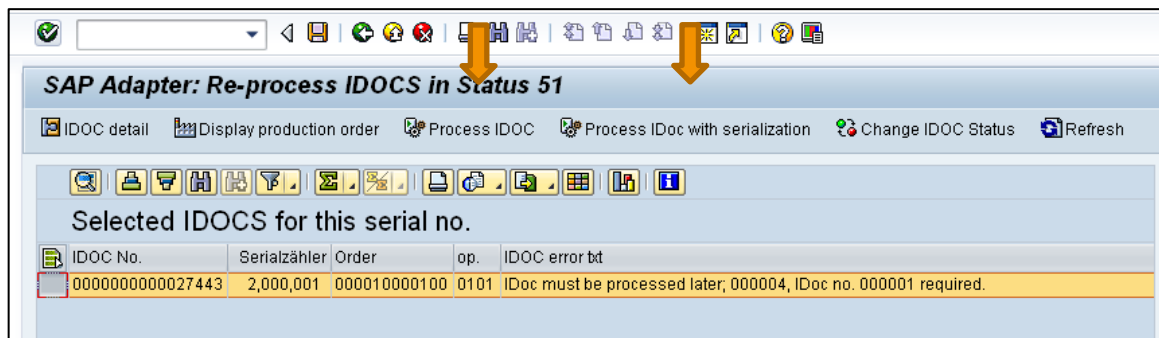 SAP Adapter: Re-process IDOCS in Status 51
IDOC detail Display production order Process IDOC Process IDoc with serialization Change IDOC Status Refresh
Selected IDOCS for this serial no.
IDOC No. Serialzähler Order op. IDOC error txt
0000000000027443 2,000,001 000010000100 0101 IDoc must be processed later; 000004, IDoc no. 000001 required.